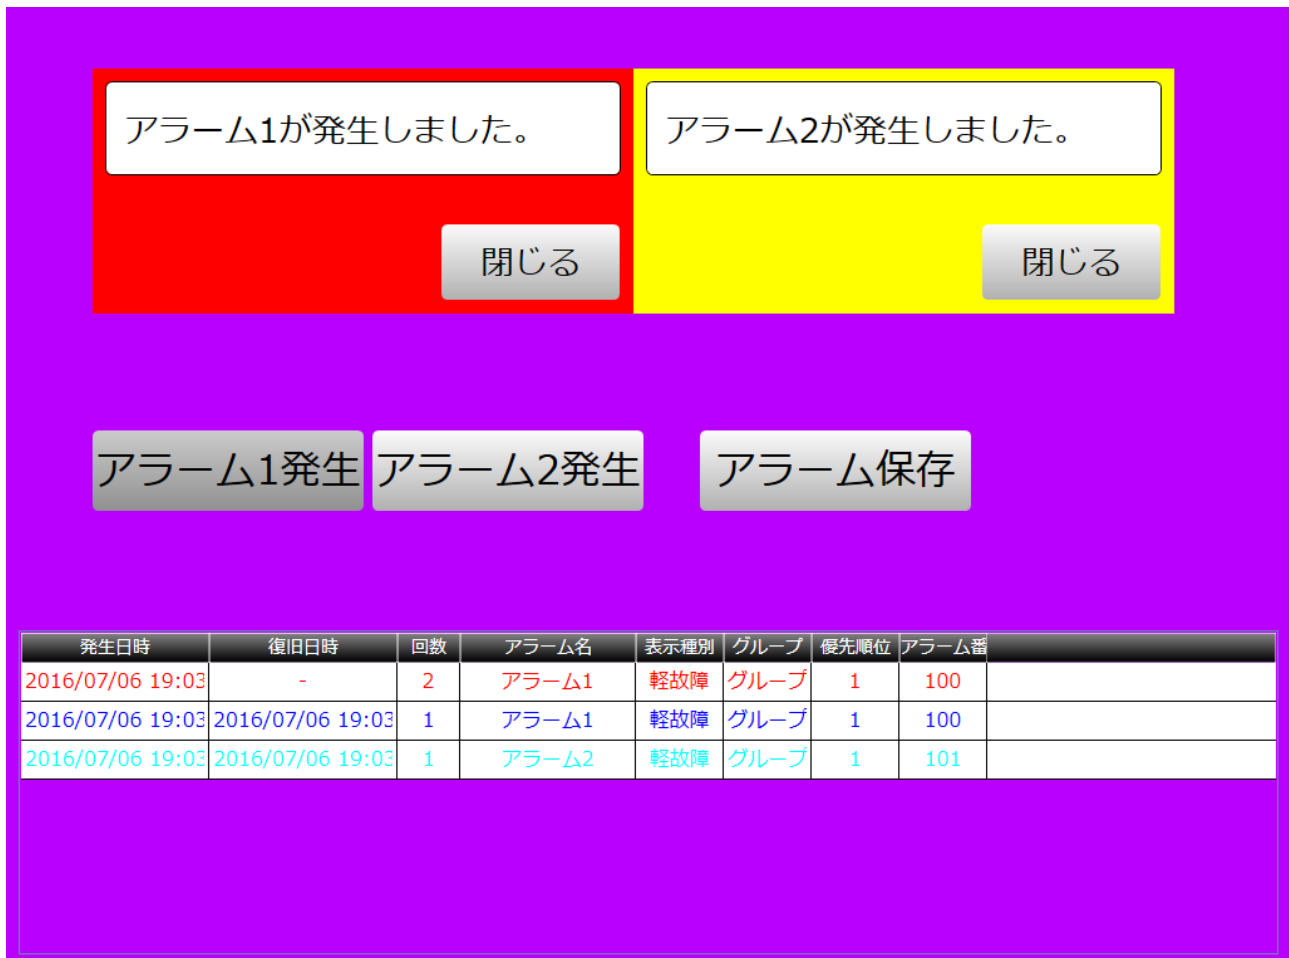 アラーム1が発生しました。
アラーム2が発生しました。
閉じる
閉じる
アラーム1発生 アラーム2発生 アラーム保存
発生日時 復旧日時 回数 アラーム名 表示種別 グループ 優先順位 アラーム番
2016/07/06 19:03 - 2 アラーム1 軽故障 グループ 1 100
2016/07/06 19:03 2016/07/06 19:03 1 アラーム1 軽故障 グループ 1 100
2016/07/06 19:03 2016/07/06 19:03 1 アラーム2 軽故障 グループ 1 101